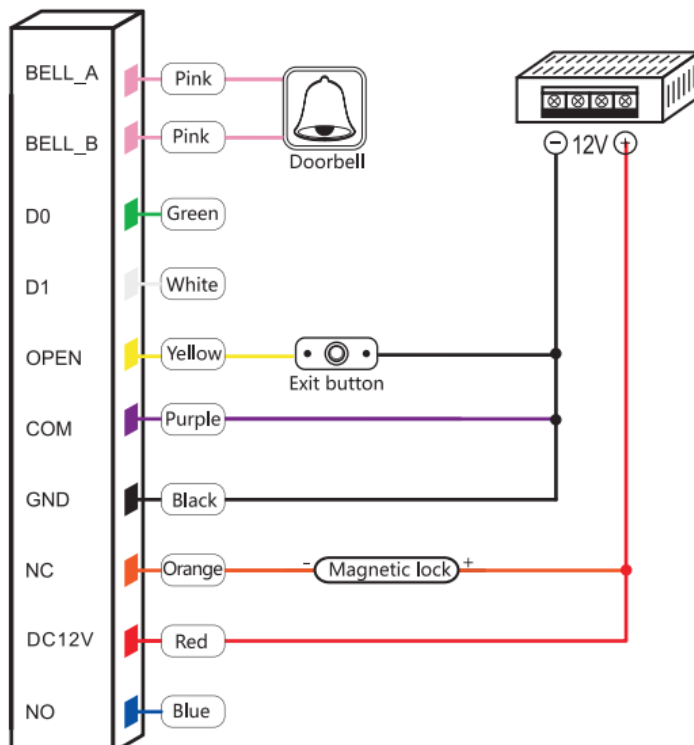 BELL_A
Pink
BELL_B
Pink
Doorbell
− 12V +
D0
Green
D1
White
OPEN
Yellow
Exit button
COM
Purple
GND
Black
NC
Orange
- Magnetic lock +
DC12V
Red
NO
Blue